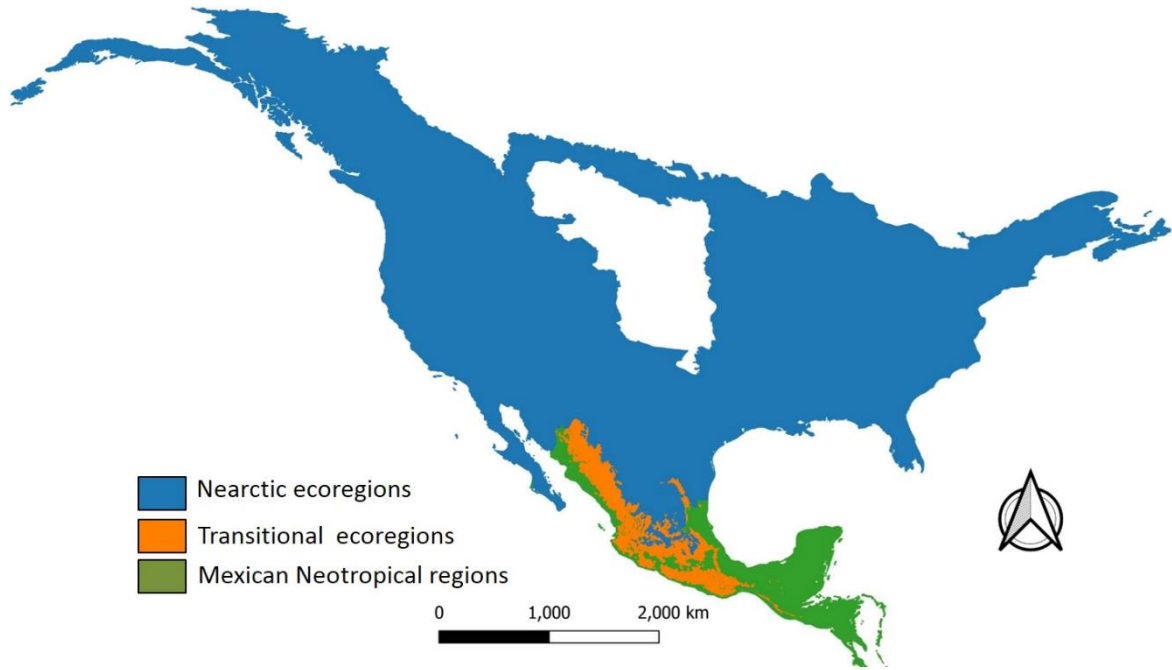 Nearctic ecoregions
Transitional ecoregions
Mexican Neotropical regions
0 1,000 2,000 km